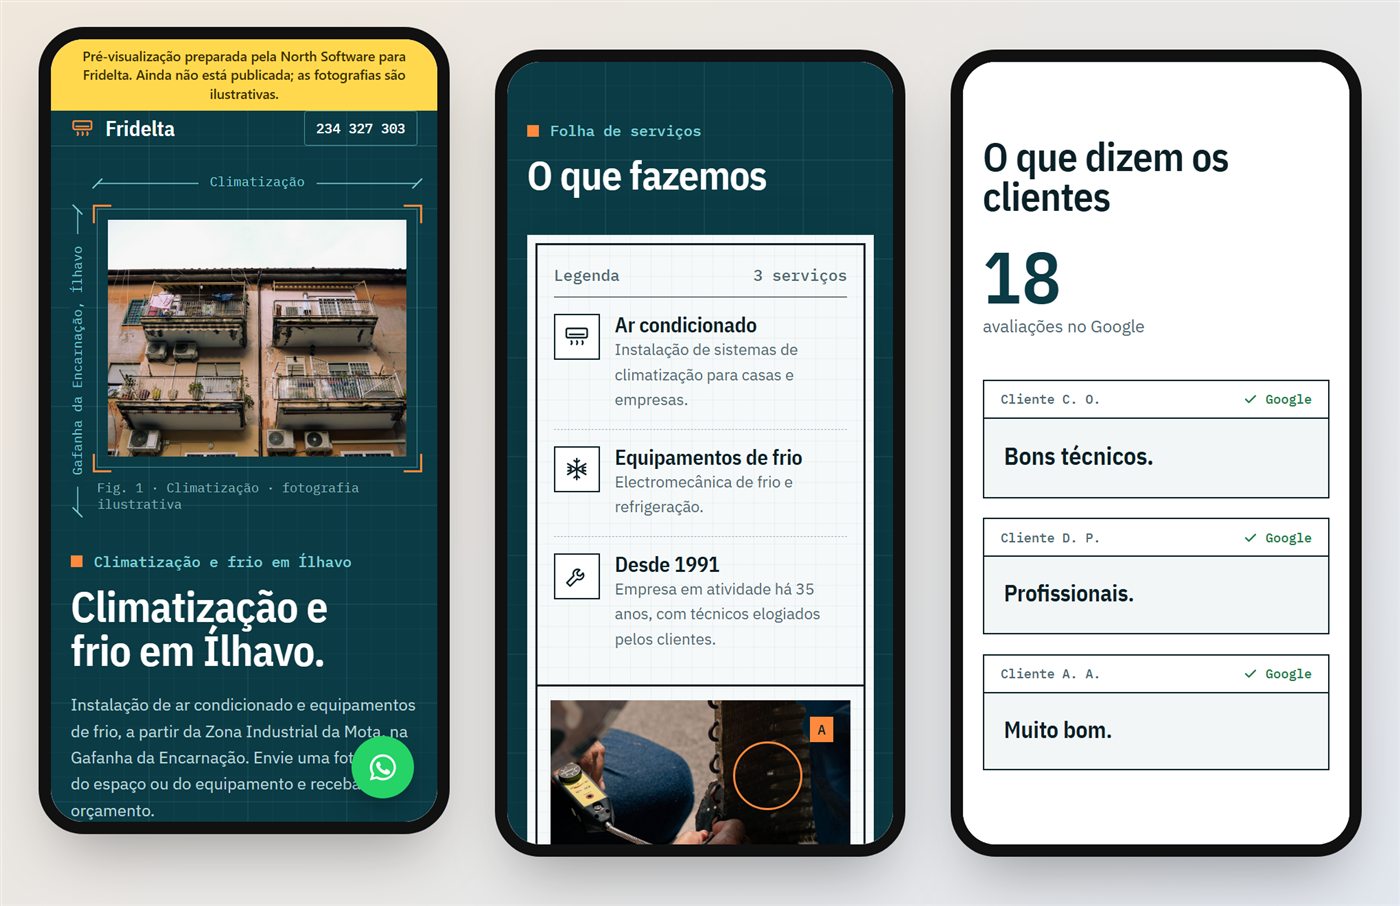 Pré-visualização preparada pela North Software para
Fridelta. Ainda não está publicada; as fotografias são
ilustrativas.
Fridelta
234 327 303
Climatização
Gafanha da Encarnação, Ílhavo
Fig. 1 · Climatização · fotografia
ilustrativa
Climatização e frio em Ílhavo
Climatização e
frio em Ílhavo.
Instalação de ar condicionado e equipamentos
de frio, a partir da Zona Industrial da Mota, na
Gafanha da Encarnação. Envie uma
do espaço ou do equipamento e receba
orçamento.
Folha de serviços
O que fazemos
Legenda
3 serviços
Ar condicionado
Instalação de sistemas de
climatização para casas e
empresas.
Equipamentos de frio
Electromecânica de frio e
refrigeração.
Desde 1991
Empresa em atividade há 35
anos, com técnicos elogiados
pelos clientes.
A
O que dizem os
clientes
18
avaliações no Google
Cliente C. O.
Google
Bons técnicos.
Cliente D. P.
Google
Profissionais.
Cliente A. A.
Google
Muito bom.